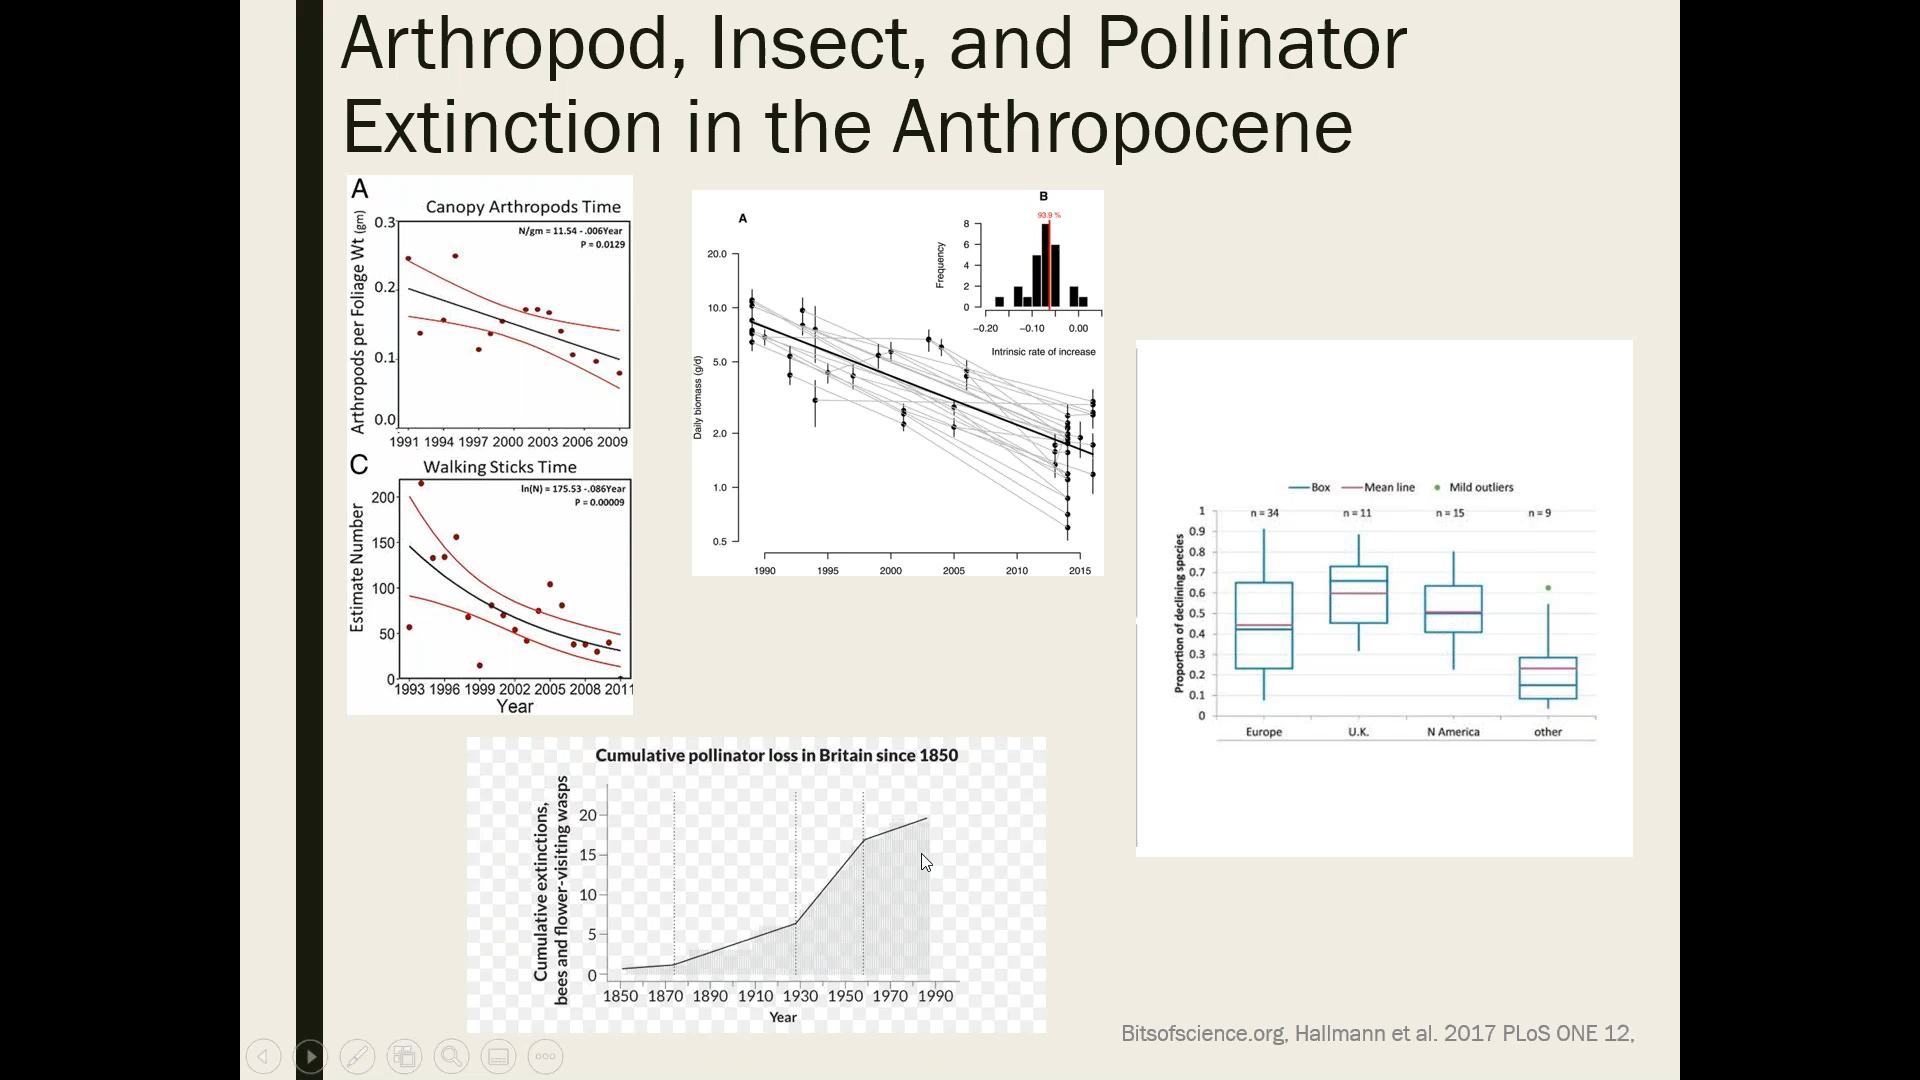 Arthropod, Insect, and Pollinator
Extinction in the Anthropocene
A
Canopy Arthropods Time
N/gm = 11.54 - .006Year
P = 0.0129
Arthropods per Foliage Wt (gm)
0.3
0.2
0.1
0.0
1991 1994 1997 2000 2003 2006 2009
C
Walking Sticks Time
ln(N) = 175.53 -.086Year
P = 0.00009
Estimate Number
200
150
100
50
0
1993 1996 1999 2002 2005 2008 2011
Year
A
Daily biomass (g/d)
20.0
10.0
5.0
2.0
1.0
0.5
1990 1995 2000 2005 2010 2015
B
93.9 %
Frequency
8
6
4
2
0
−0.20 −0.10 0.00
Intrinsic rate of increase
Box Mean line Mild outliers
n = 34 n = 11 n = 15 n = 9
Proportion of declining species
1
0.9
0.8
0.7
0.6
0.5
0.4
0.3
0.2
0.1
0
Europe U.K. N America other
Cumulative pollinator loss in Britain since 1850
Cumulative extinctions,
bees and flower-visiting wasps
20
15
10
5
0
1850 1870 1890 1910 1930 1950 1970 1990
Year
Bitsofscience.org, Hallmann et al. 2017 PLoS ONE 12,